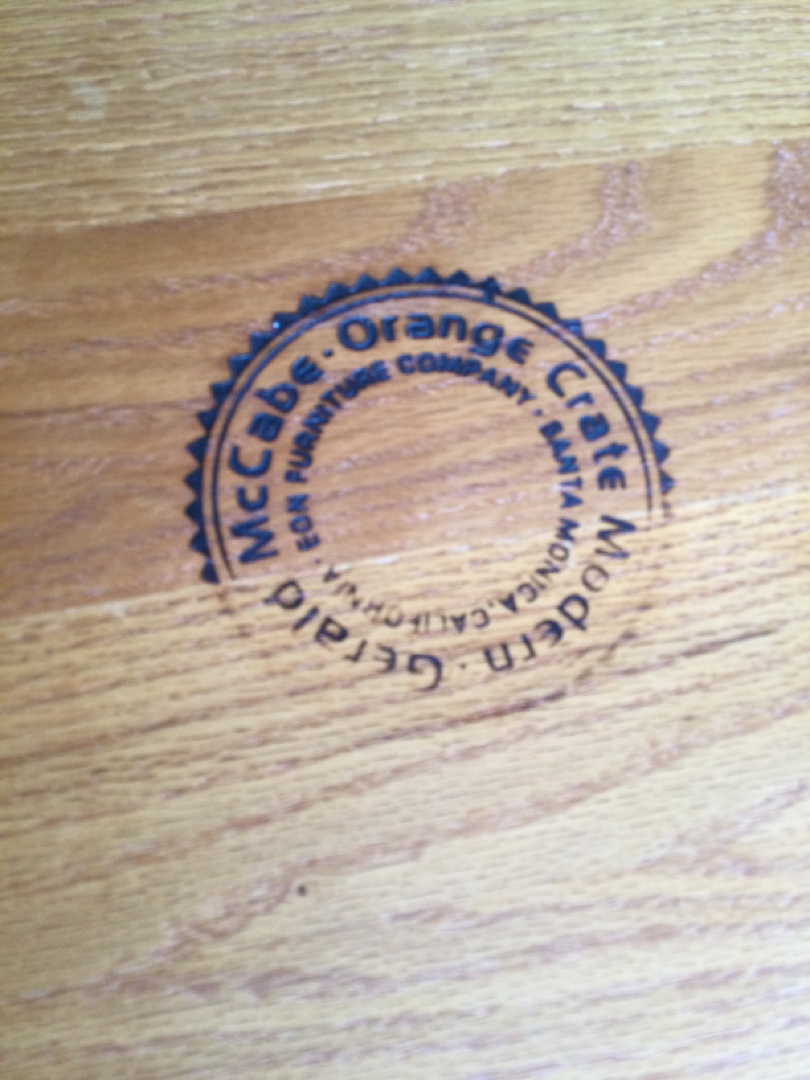 Gerald McCabe · Orange Crate Modern ·
EON FURNITURE COMPANY · SANTA MONICA, CALIFORNIA ·